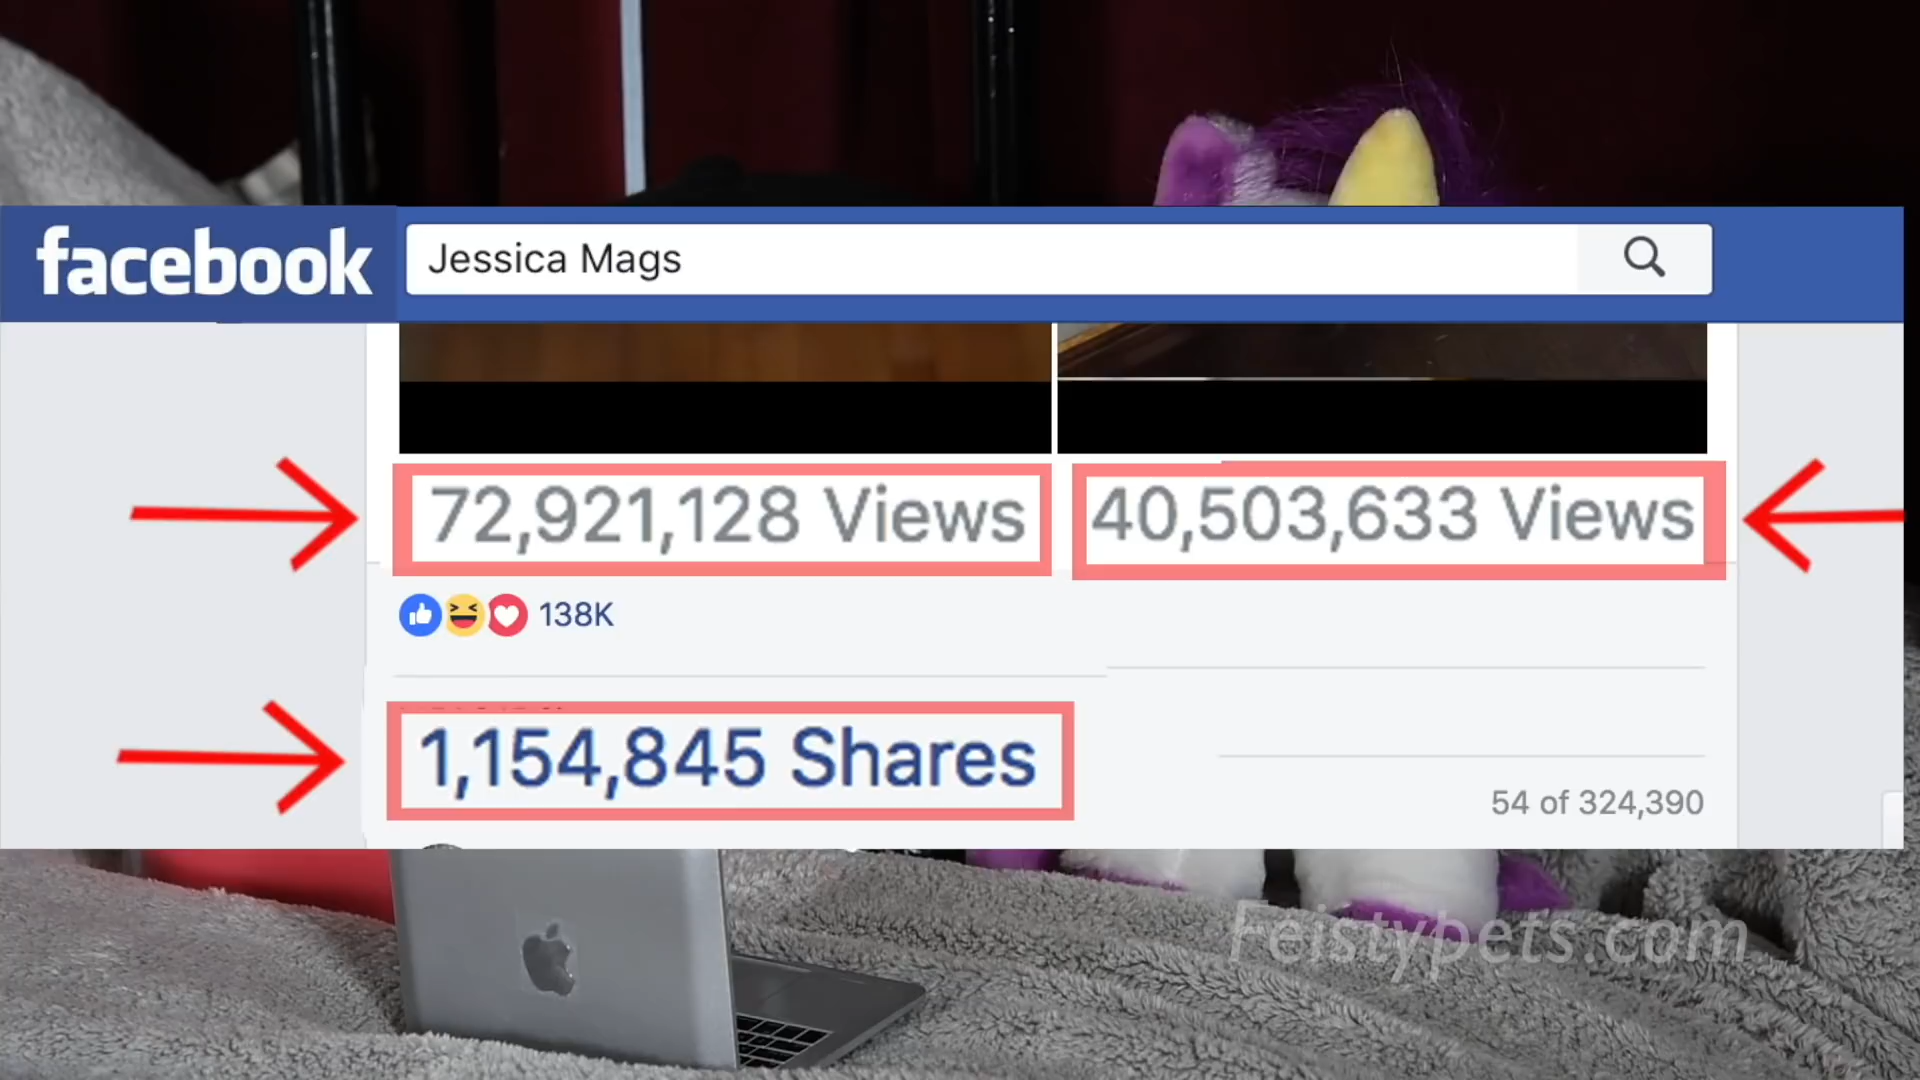 facebook
Jessica Mags
72,921,128 Views
40,503,633 Views
138K
1,154,845 Shares
54 of 324,390
Feistypets.com